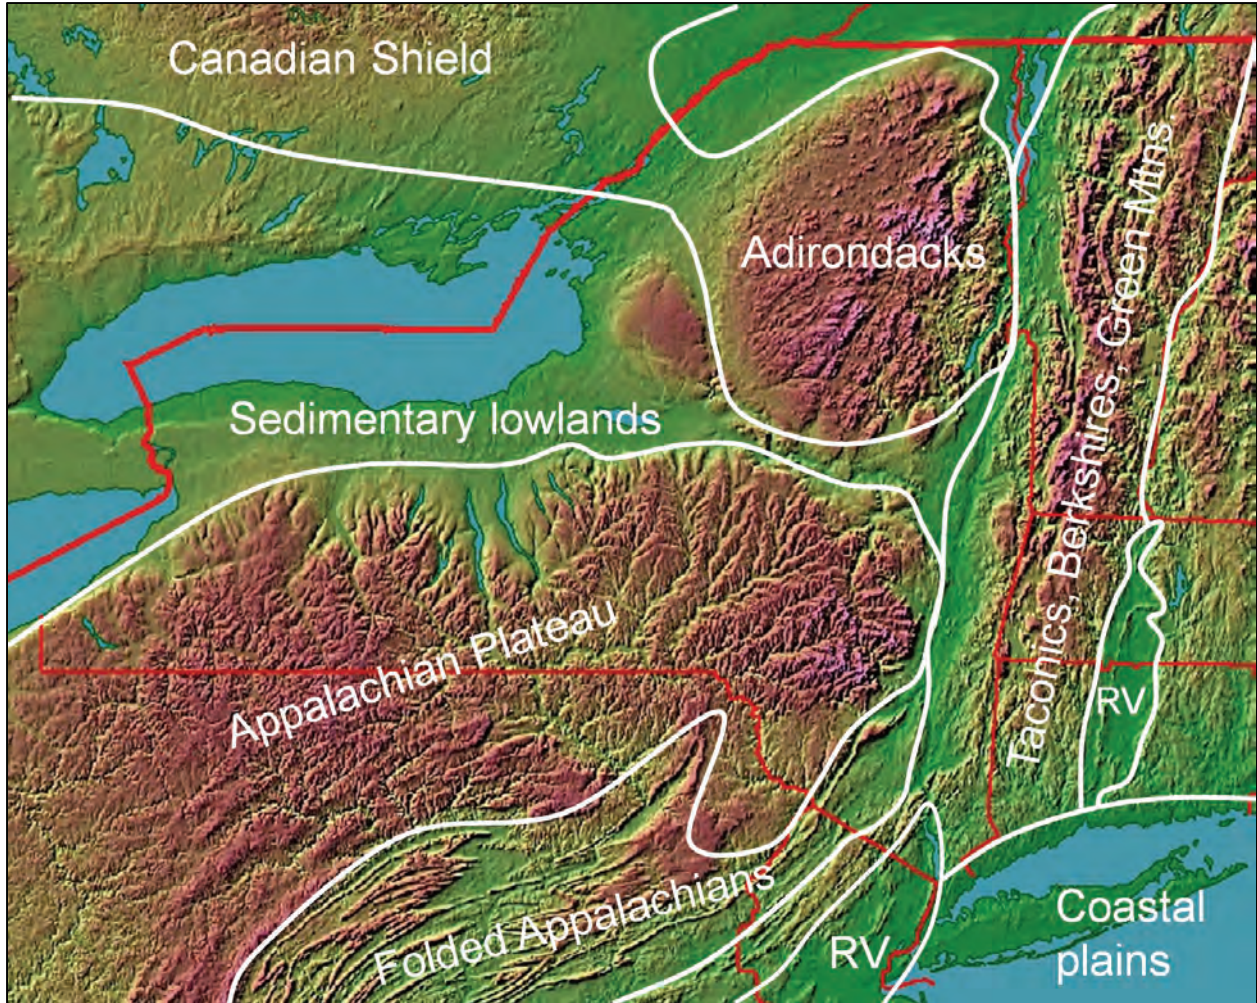 Canadian Shield
Adirondacks
Taconics, Berkshires, Green Mtns.
Sedimentary lowlands
Appalachian Plateau
RV
Folded Appalachians
RV
Coastal
plains